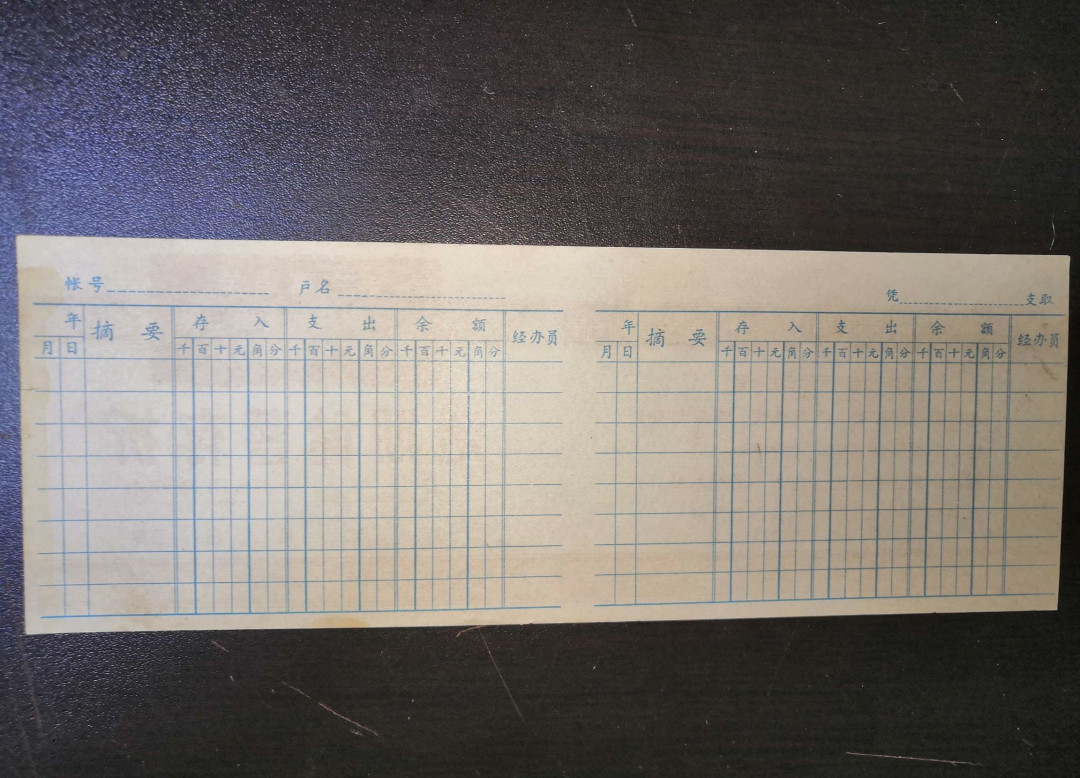 帐号 户名
年 摘要 存入 支出 余额 经办员
月 日 千 百 十 元 角 分 千 百 十 元 角 分 千 百 十 元 角 分
凭 支取
年 摘要 存入 支出 余额 经办员
月 日 千 百 十 元 角 分 千 百 十 元 角 分 千 百 十 元 角 分